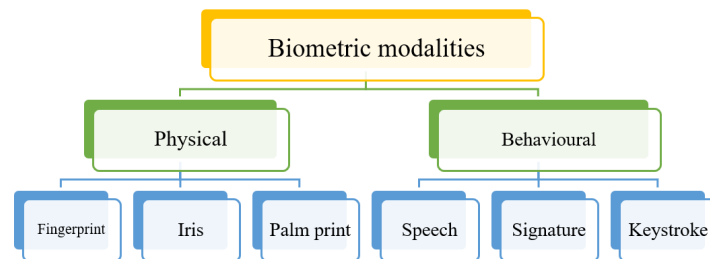 Biometric modalities
Physical
Behavioural
Fingerprint
Iris
Palm print
Speech
Signature
Keystroke